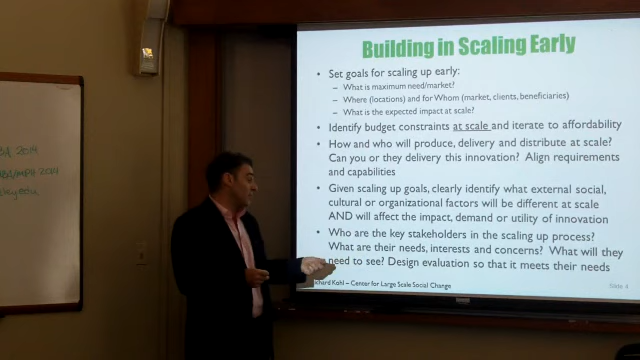 Building in Scaling Early
• Set goals for scaling up early:
– What is maximum need/market?
– Where (locations) and for Whom (market, clients, beneficiaries)
– What is the expected impact at scale?
• Identify budget constraints at scale and iterate to affordability
• How and who will produce, delivery and distribute at scale?
Can you or they delivery this innovation? Align requirements
and capabilities
• Given scaling up goals, clearly identify what external social,
cultural or organizational factors will be different at scale
AND will affect the impact, demand or utility of innovation
• Who are the key stakeholders in the scaling up process?
What are their needs, interests and concerns? What will they
need to see? Design evaluation so that it meets their needs
ichard Kohl – Center for Large Scale Social Change
Slide 4
2014
2014